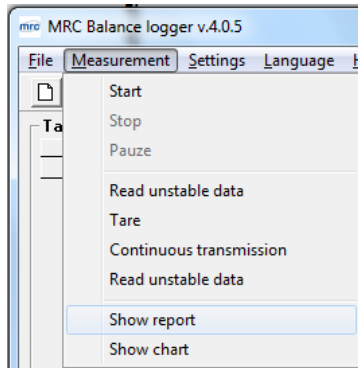 mrc MRC Balance logger v.4.0.5
File Measurement Settings Language
Ta
Start
Stop
Pauze
Read unstable data
Tare
Continuous transmission
Read unstable data
Show report
Show chart